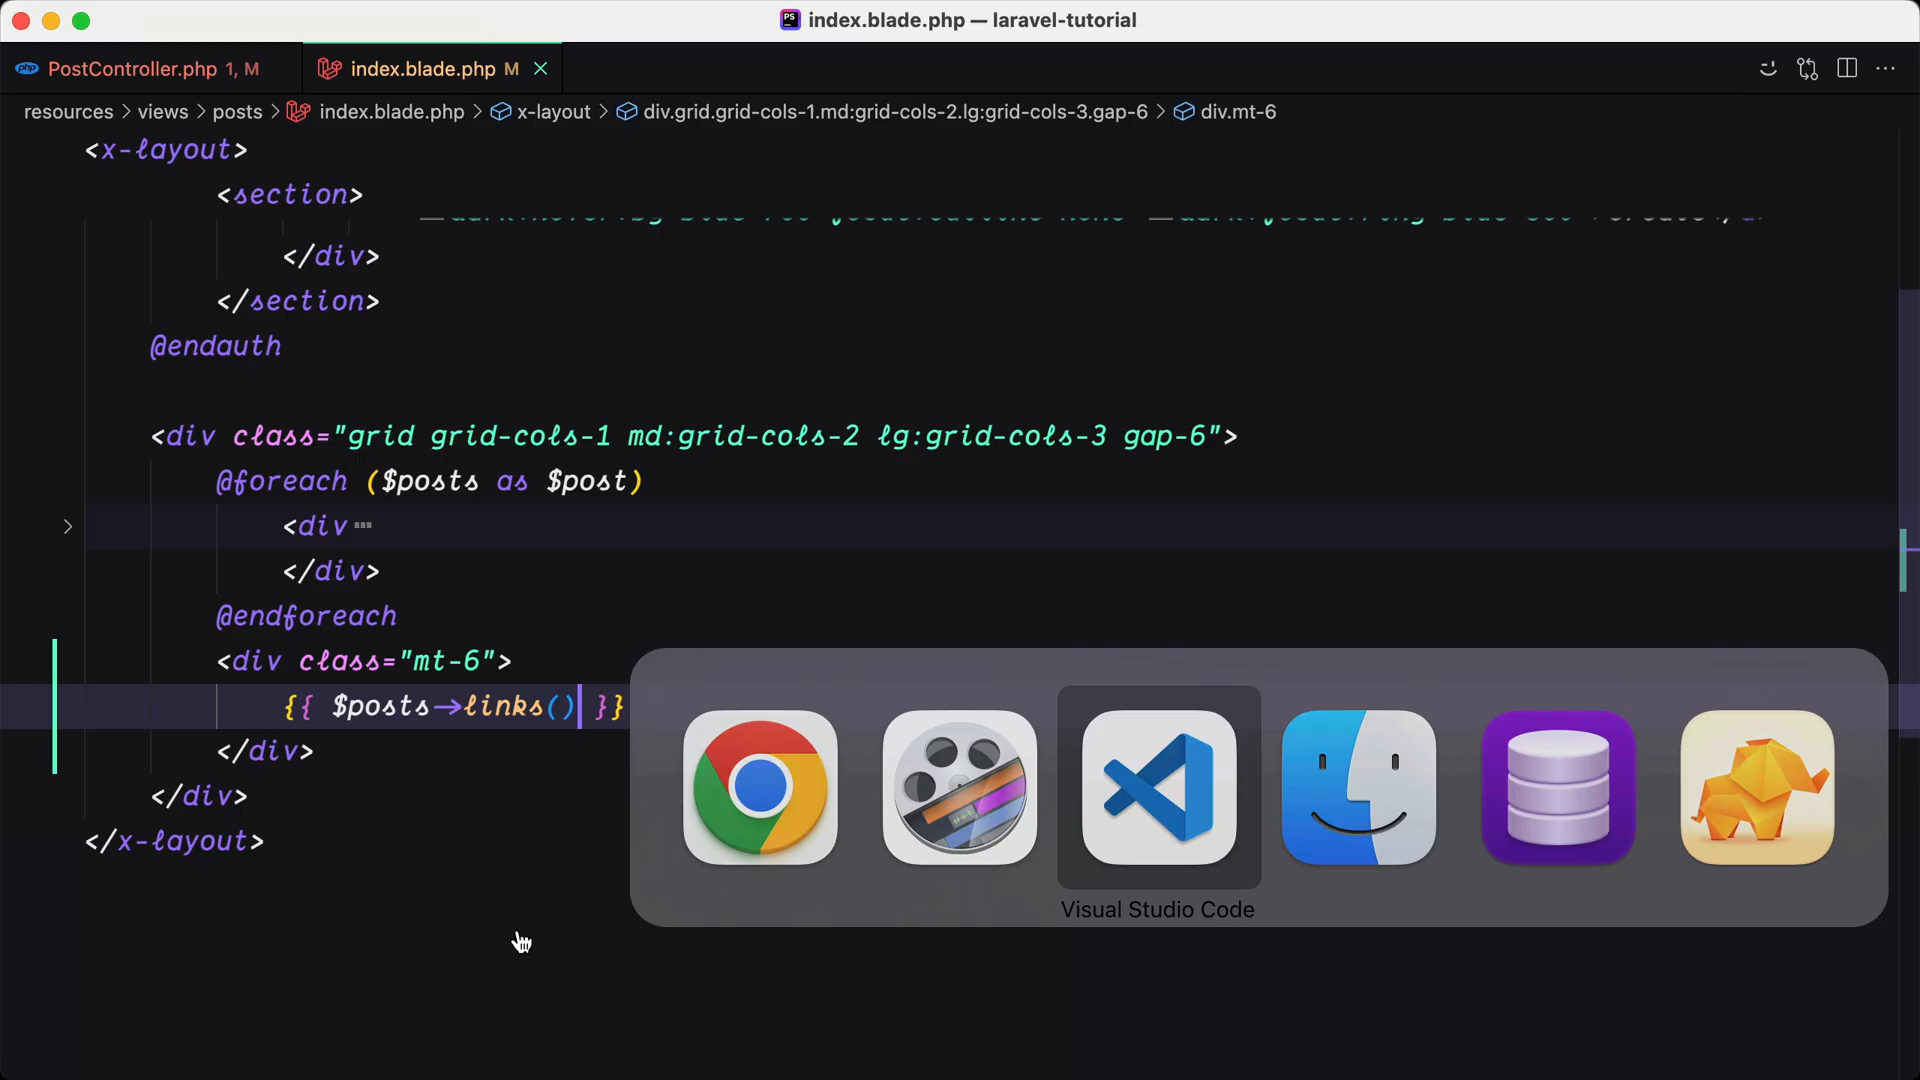 PS index.blade.php — laravel-tutorial
php PostController.php 1, M
index.blade.php M
resources > views > posts > index.blade.php > x-layout > div.grid.grid-cols-1.md:grid-cols-2.lg:grid-cols-3.gap-6 > div.mt-6
<x-layout>
<section>
</div>
</section>
@endauth
<div class="grid grid-cols-1 md:grid-cols-2 lg:grid-cols-3 gap-6">
@foreach ($posts as $post)
<div
</div>
@endforeach
<div class="mt-6">
{{ $posts->links() }}
</div>
</div>
</x-layout>
Visual Studio Code